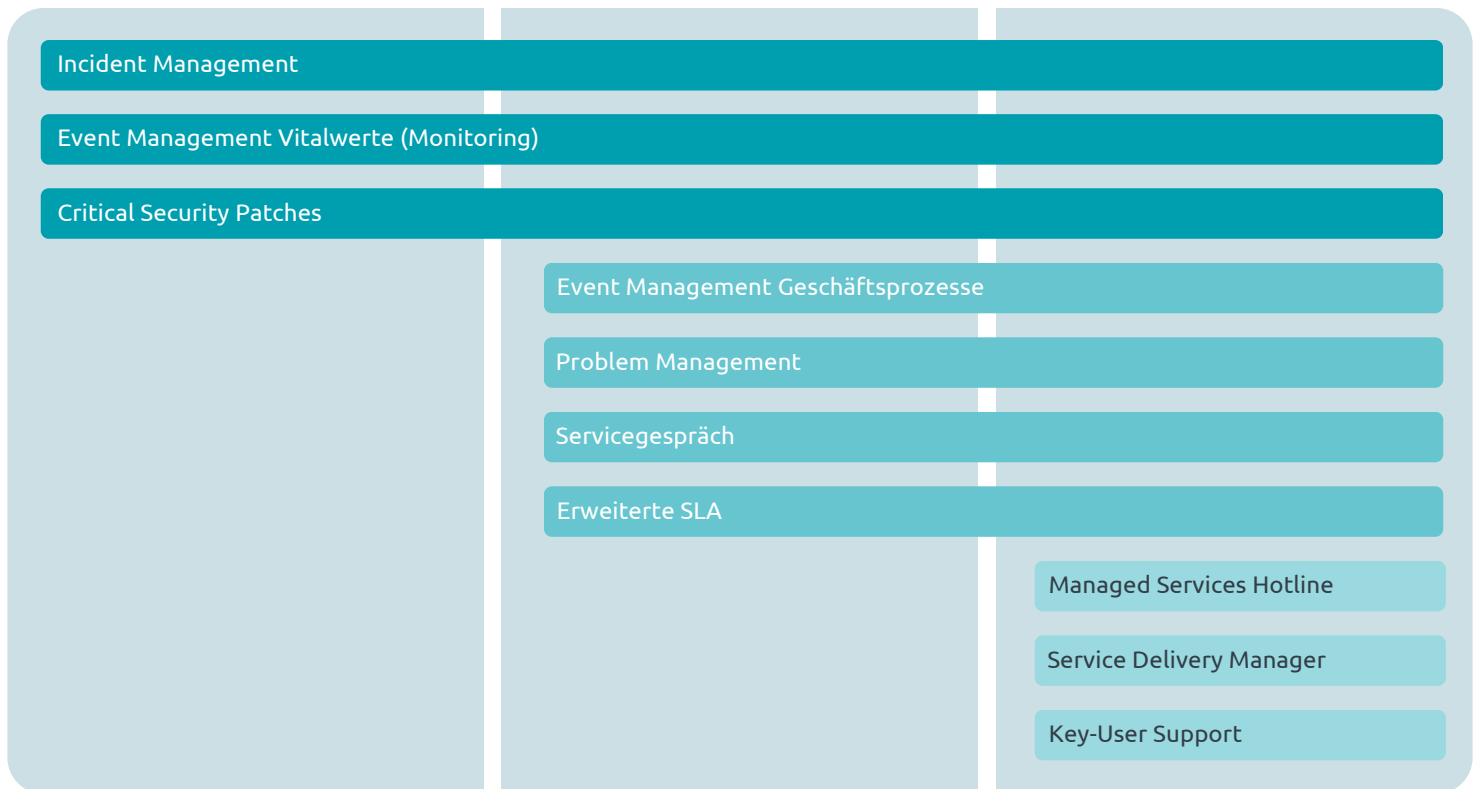 Incident Management
Event Management Vitalwerte (Monitoring)
Critical Security Patches
Event Management Geschäftsprozesse
Problem Management
Servicegespräch
Erweiterte SLA
Managed Services Hotline
Service Delivery Manager
Key-User Support